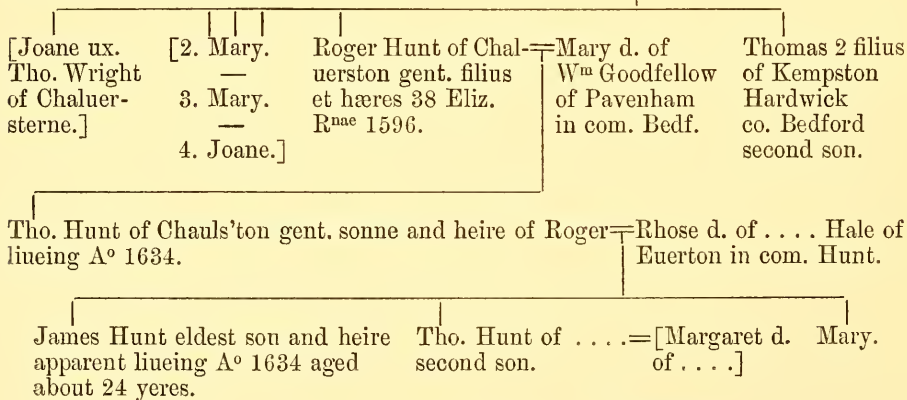 [Joane ux.
Tho. Wright
of Chaluer-
sterne.]
[2. Mary.
—
3. Mary.
—
4. Joane.]
Roger Hunt of Chal-
uerston gent. filius
et hæres 38 Eliz.
Rnae 1596.
=Mary d. of
Wm Goodfellow
of Pavenham
in com. Bedf.
Thomas 2 filius
of Kempston
Hardwick
co. Bedford
second son.
Tho. Hunt of Chauls'ton gent. sonne and heire of Roger=Rhose d. of . . . . Hale of
liueing Ao 1634.
Euerton in com. Hunt.
James Hunt eldest son and heire
apparent liueing Ao 1634 aged
about 24 yeres.
Tho. Hunt of . . . .=[Margaret d.
second son.
of . . . .]
Mary.